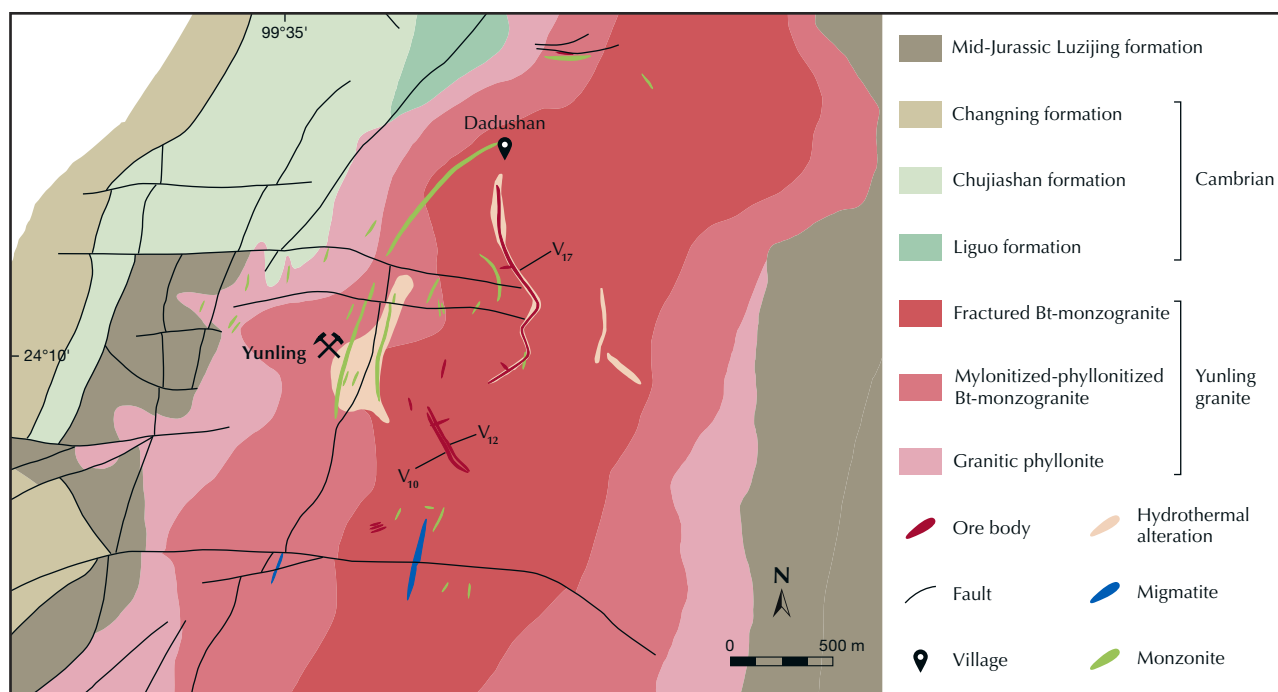 99°35'
Dadushan
V17
24°10'
Yunling
V12
V10
N
0 500 m
Mid-Jurassic Luzijing formation
Changning formation
Chujiashan formation
Cambrian
Liguo formation
Fractured Bt-monzogranite
Mylonitized-phyllonitized
Bt-monzogranite
Yunling
granite
Granitic phyllonite
Ore body
Hydrothermal
alteration
Fault
Migmatite
Village
Monzonite